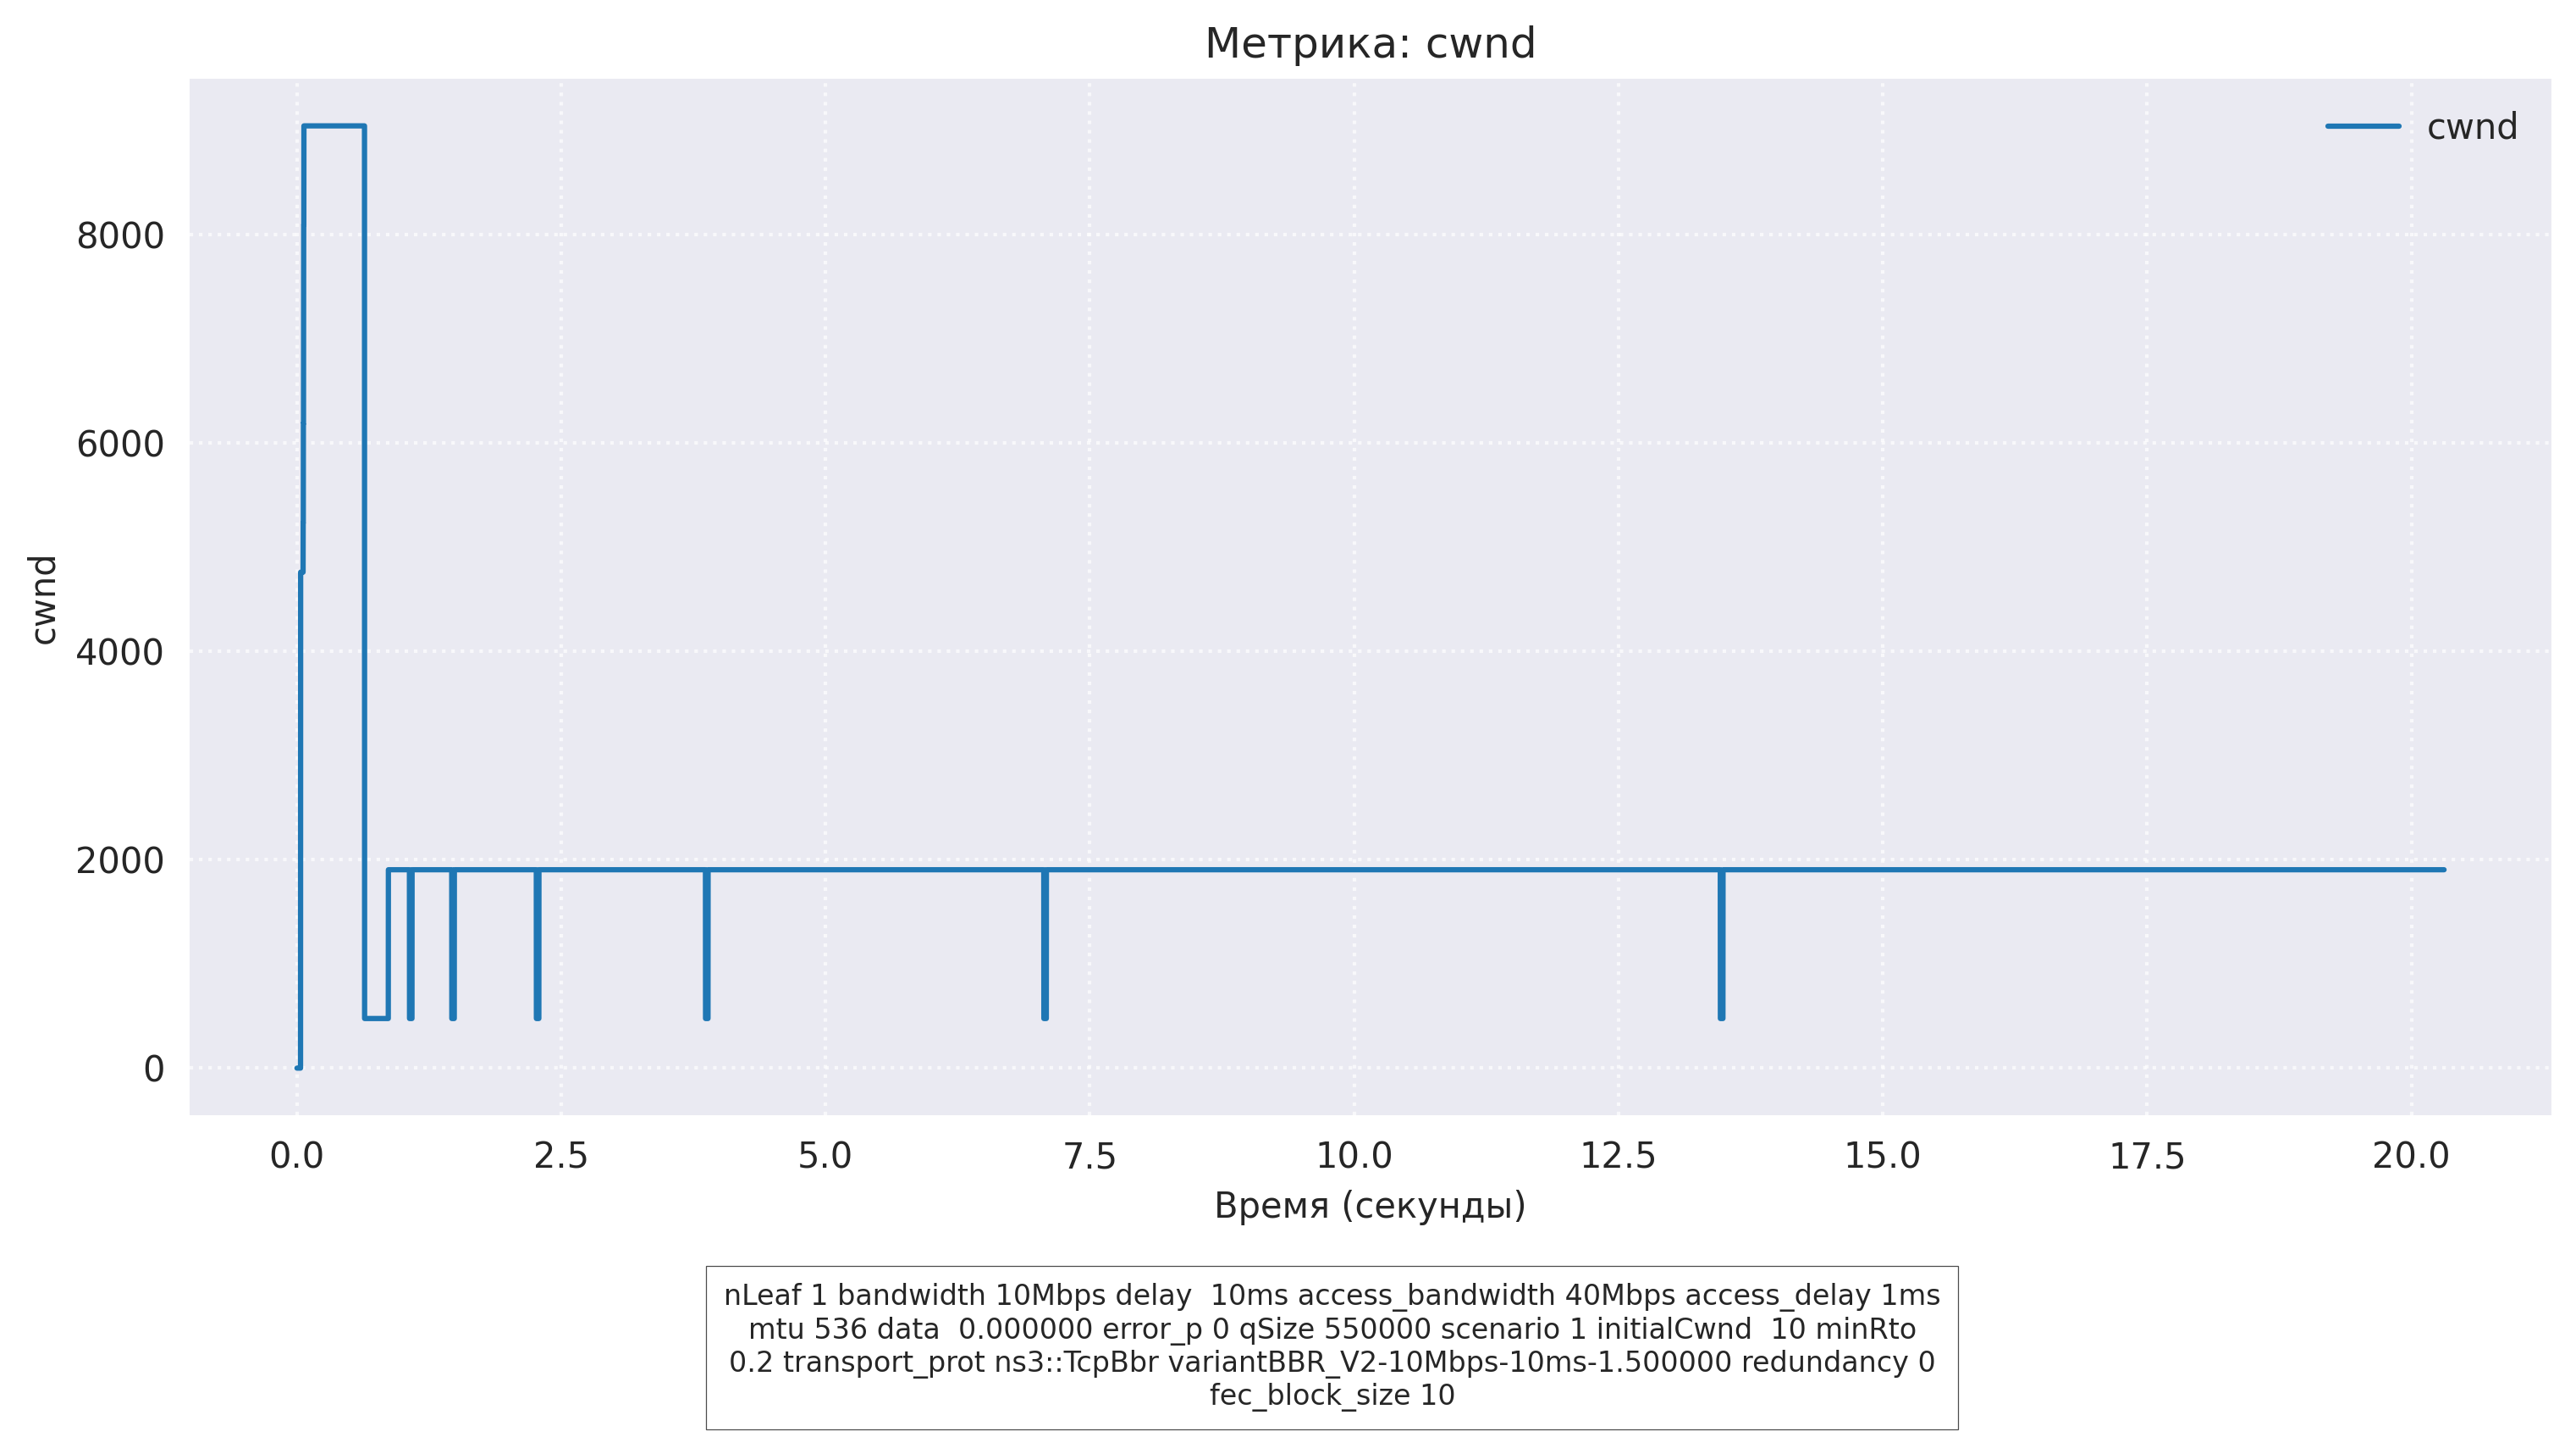 Метрика: cwnd
cwnd
cwnd
8000
6000
4000
2000
0
0.0 2.5 5.0 7.5 10.0 12.5 15.0 17.5 20.0
Время (секунды)
nLeaf 1 bandwidth 10Mbps delay  10ms access_bandwidth 40Mbps access_delay 1ms
mtu 536 data  0.000000 error_p 0 qSize 550000 scenario 1 initialCwnd  10 minRto
0.2 transport_prot ns3::TcpBbr variantBBR_V2-10Mbps-10ms-1.500000 redundancy 0
fec_block_size 10